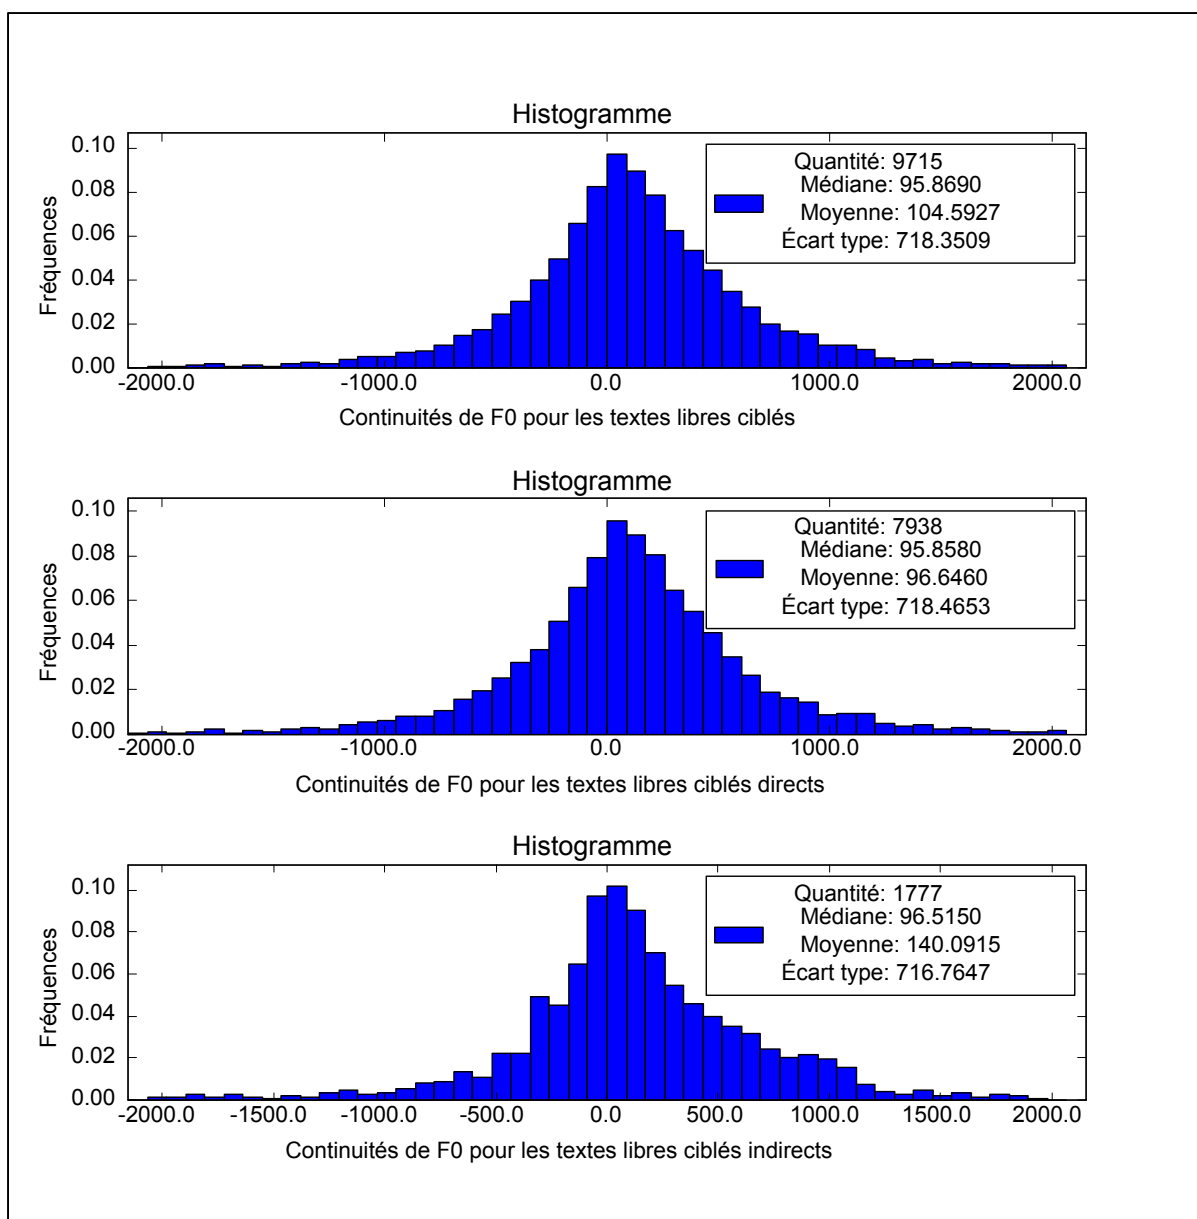 Histogramme
0.10
0.08
0.06
0.04
0.02
0.00
Fréquences
Quantité: 9715
Médiane: 95.8690
Moyenne: 104.5927
Écart type: 718.3509
-2000.0 -1000.0 0.0 1000.0 2000.0
Continuités de F0 pour les textes libres ciblés
Histogramme
0.10
0.08
0.06
0.04
0.02
0.00
Fréquences
Quantité: 7938
Médiane: 95.8580
Moyenne: 96.6460
Écart type: 718.4653
-2000.0 -1000.0 0.0 1000.0 2000.0
Continuités de F0 pour les textes libres ciblés directs
Histogramme
0.10
0.08
0.06
0.04
0.02
0.00
Fréquences
Quantité: 1777
Médiane: 96.5150
Moyenne: 140.0915
Écart type: 716.7647
-2000.0 -1500.0 -1000.0 -500.0 0.0 500.0 1000.0 1500.0 2000.0
Continuités de F0 pour les textes libres ciblés indirects